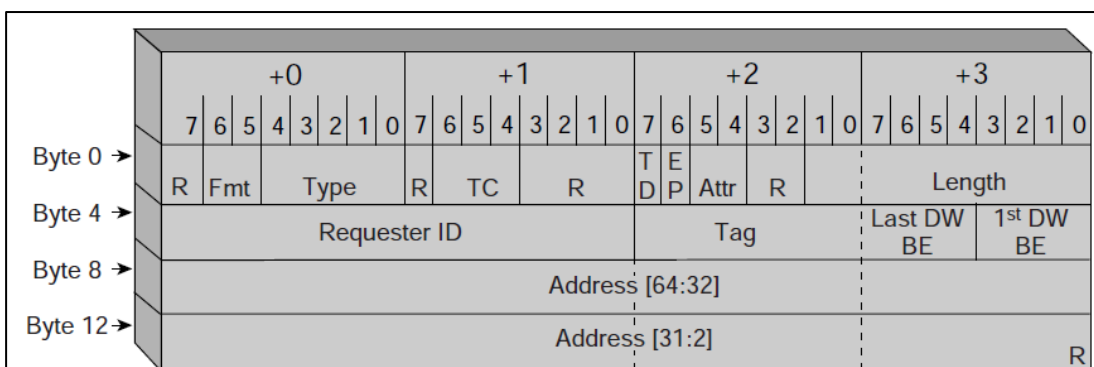 +0 +1 +2 +3
7 6 5 4 3 2 1 0 7 6 5 4 3 2 1 0 7 6 5 4 3 2 1 0 7 6 5 4 3 2 1 0
Byte 0 R Fmt Type R TC R TD EP Attr R Length
Byte 4 Requester ID Tag Last DW BE 1st DW BE
Byte 8 Address [64:32]
Byte 12 Address [31:2] R